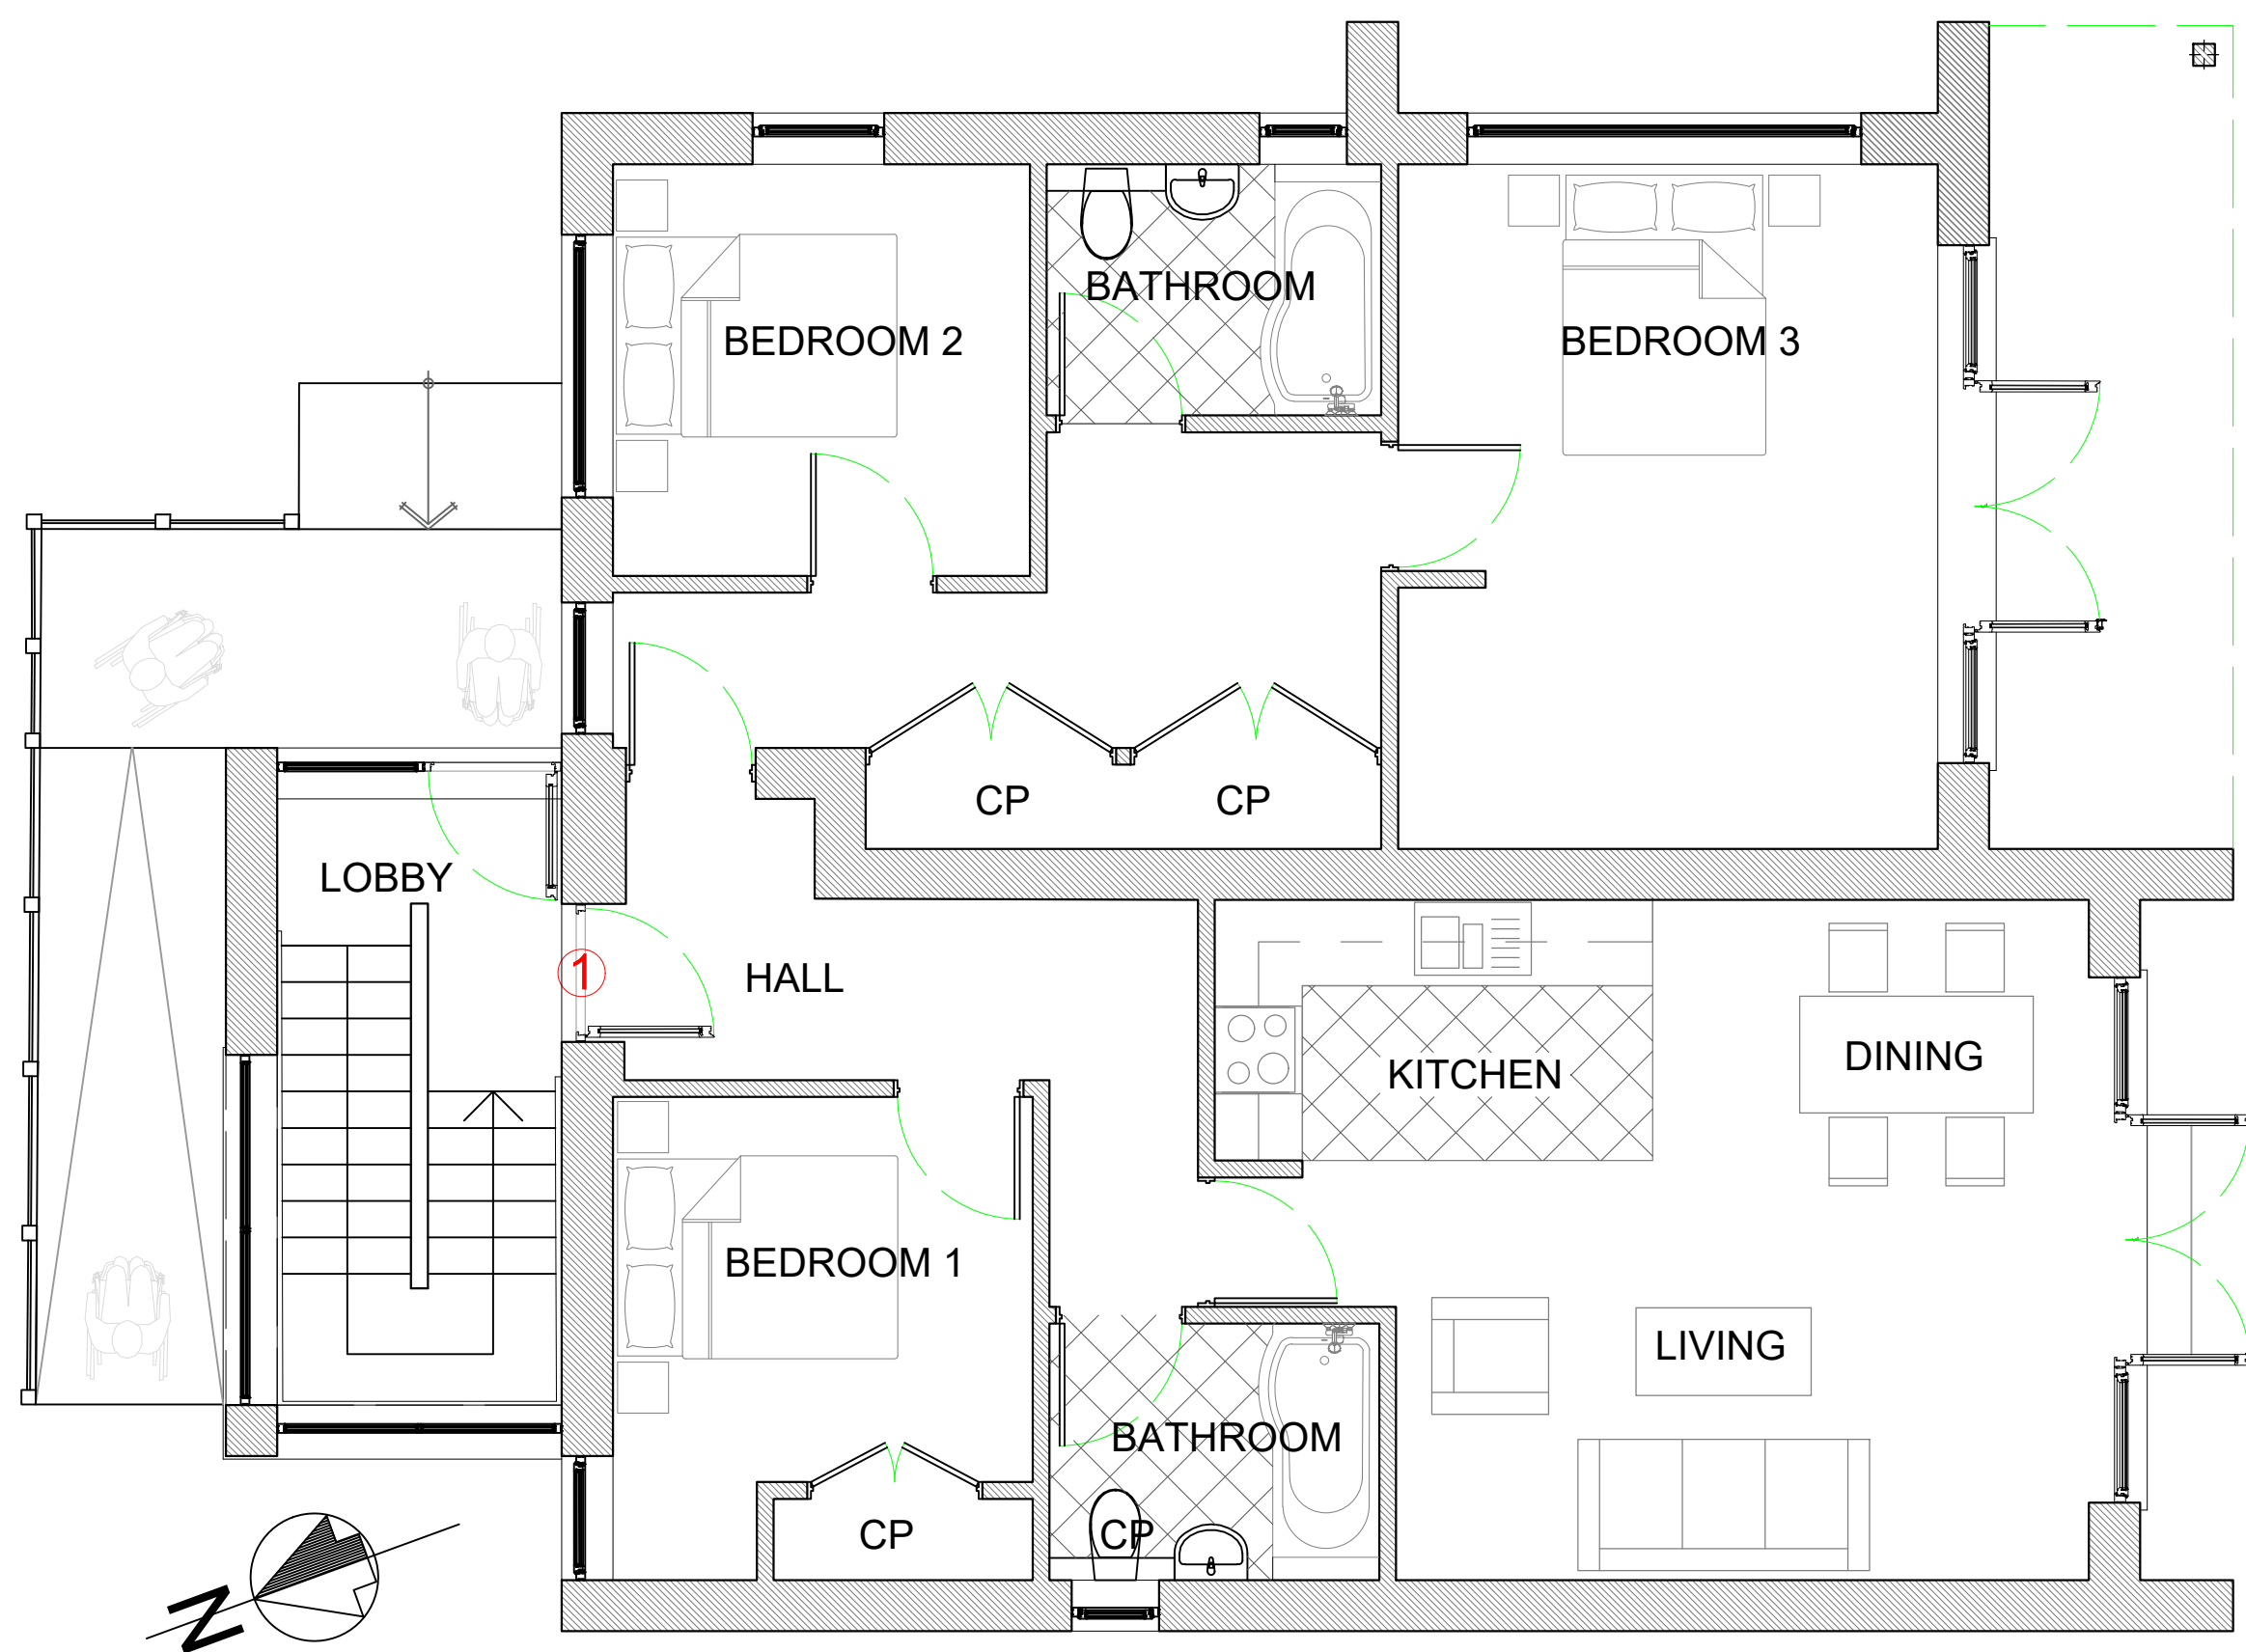 BATHROOM
BEDROOM 2
BEDROOM 3
CP
CP
LOBBY
1
HALL
KITCHEN
DINING
BEDROOM 1
LIVING
BATHROOM
CP
CP
N